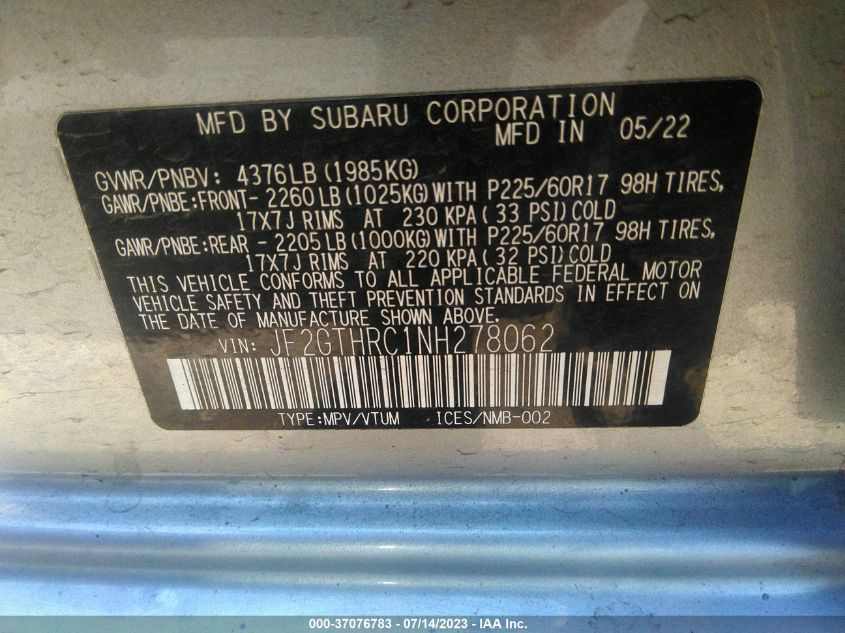 MFD BY SUBARU CORPORATION
MFD IN 05/22
GVWR/PNBV: 4376LB (1985KG)
GAWR/PNBE:FRONT- 2260LB (1025KG)WITH P225/60R17 98H TIRES,
17X7J RIMS AT 230 KPA( 33 PSI)COLD
GAWR/PNBE:REAR - 2205LB (1000KG)WITH P225/60R17 98H TIRES,
17X7J RIMS AT 220 KPA( 32 PSI)COLD
THIS VEHICLE CONFORMS TO ALL APPLICABLE FEDERAL MOTOR
VEHICLE SAFETY AND THEFT PREVENTION STANDARDS IN EFFECT ON
THE DATE OF MANUFACTURE SHOWN ABOVE.
VIN: JF2GTHRC1NH278062
TYPE:MPV/VTUM ICES/NMB-002
000-37076783 - 07/14/2023 - IAA Inc.